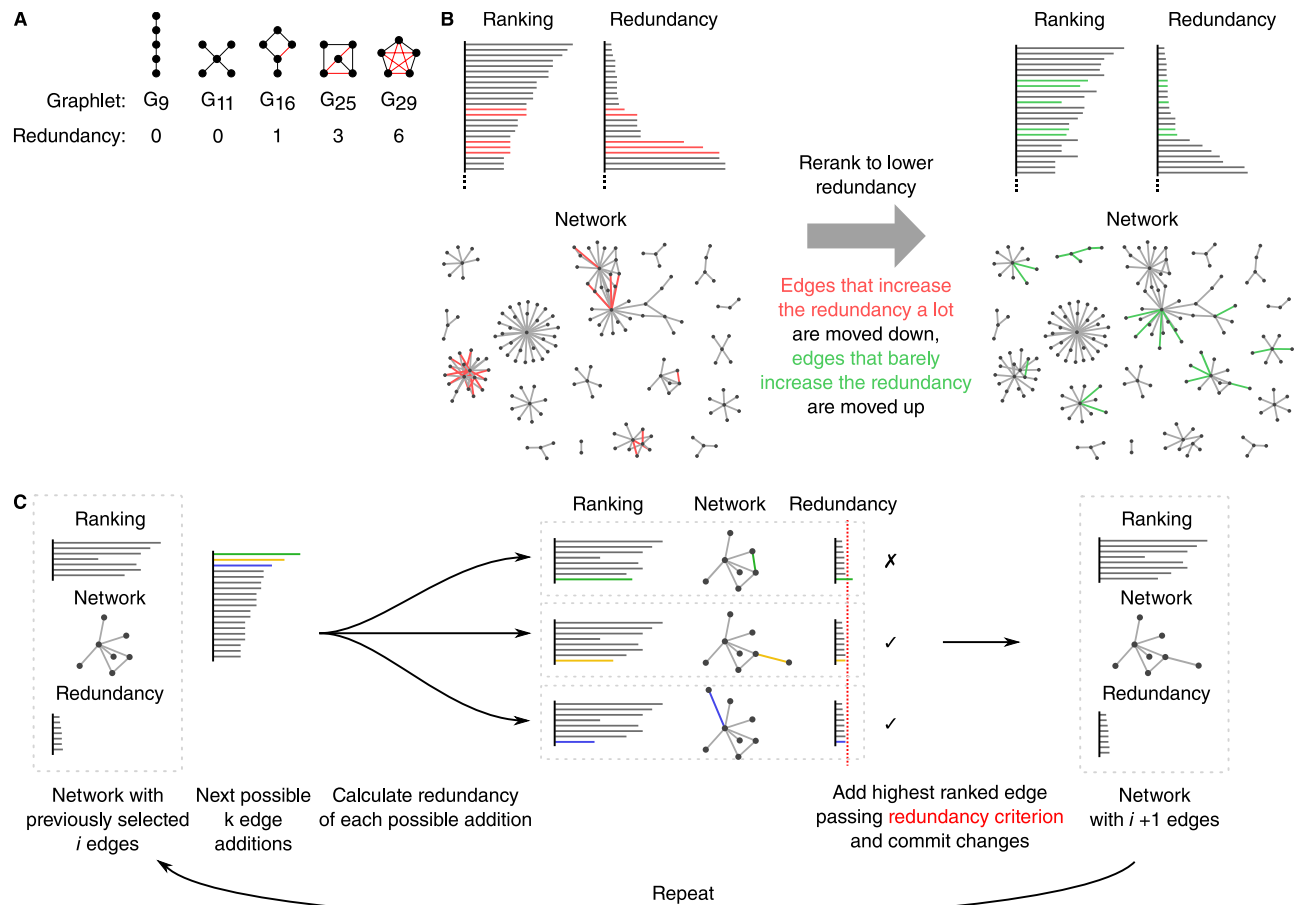 A
Graphlet: G9 G11 G16 G25 G29
Redundancy: 0 0 1 3 6
B
Ranking Redundancy
Network
Rerank to lower
redundancy
Edges that increase
the redundancy a lot
are moved down,
edges that barely
increase the redundancy
are moved up
Ranking Redundancy
Network
C
Ranking
Network
Redundancy
Network with
previously selected
i edges
Next possible
k edge
additions
Calculate redundancy
of each possible addition
Ranking Network Redundancy
✗
✓
✓
Add highest ranked edge
passing redundancy criterion
and commit changes
Ranking
Network
Redundancy
Network
with i +1 edges
Repeat